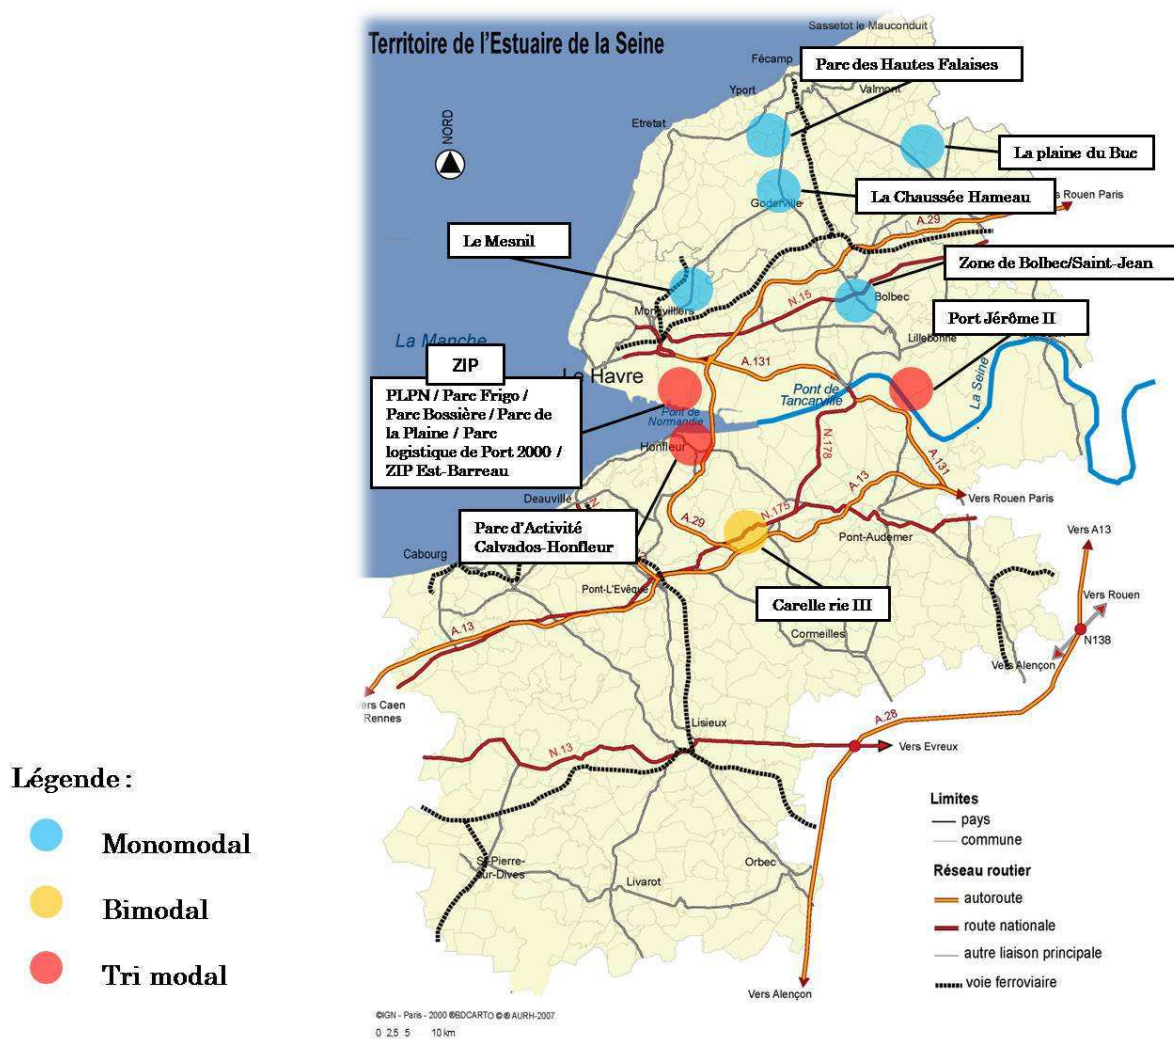 Territoire de l'Estuaire de la Seine
Sassetot le Mauconduit
Fécamp
Parc des Hautes Falaises
Yport
Valmont
Etretat
NORD
La plaine du Buc
La Chaussée Hameau
Vers Rouen Paris
Goderville
A.29
Le Mesnil
Zone de Bolbec/Saint-Jean
N.15
Bolbec
Montivilliers
Port Jérôme II
La Manche
Lillebonne
ZIP
A.131
Le Havre
PLPN / Parc Frigo /
Parc Bossière / Parc de
la Plaine / Parc
logistique de Port 2000 /
ZIP Est-Barreau
Pont de
Tancarville
La Seine
Pont de
Normandie
Honfleur
N.178
A.131
Deauville
A.13
Vers Rouen Paris
N.175
A.29
Parc d'Activité
Calvados-Honfleur
Pont-Audemer
Vers A13
Cabourg
Pont-L'Evêque
Carelle rie III
Vers Rouen
A.13
Cormeilles
N138
Vers Alençon
Vers Caen
Rennes
A.28
Lisieux
N.13
Vers Evreux
Légende :
Monomodal
Bimodal
Tri modal
St-Pierre-
sur-Dives
Livarot
Orbec
Vers Alençon
Limites
pays
commune
Réseau routier
autoroute
route nationale
autre liaison principale
voie ferroviaire
©IGN - Paris - 2000 ®BDCARTO © ® AURH-2007
0 2,5 5 10 km